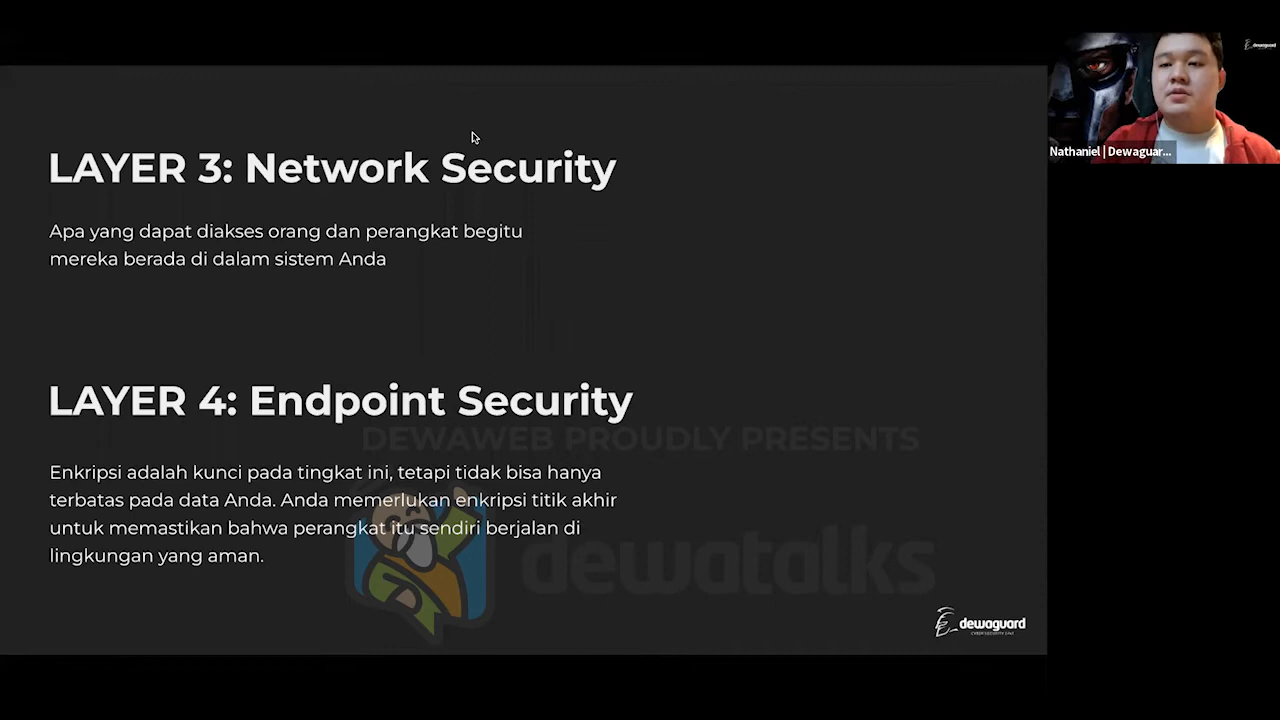 LAYER 3: Network Security
Apa yang dapat diakses orang dan perangkat begitu
mereka berada di dalam sistem Anda
LAYER 4: Endpoint Security
DEWAWEB PROUDLY PRESENTS
Enkripsi adalah kunci pada tingkat ini, tetapi tidak bisa hanya
terbatas pada data Anda. Anda memerlukan enkripsi titik akhir
untuk memastikan bahwa perangkat itu sendiri berjalan di
lingkungan yang aman.
dewatalks
dewaguard
Nathaniel | Dewaguar...
dewaguard